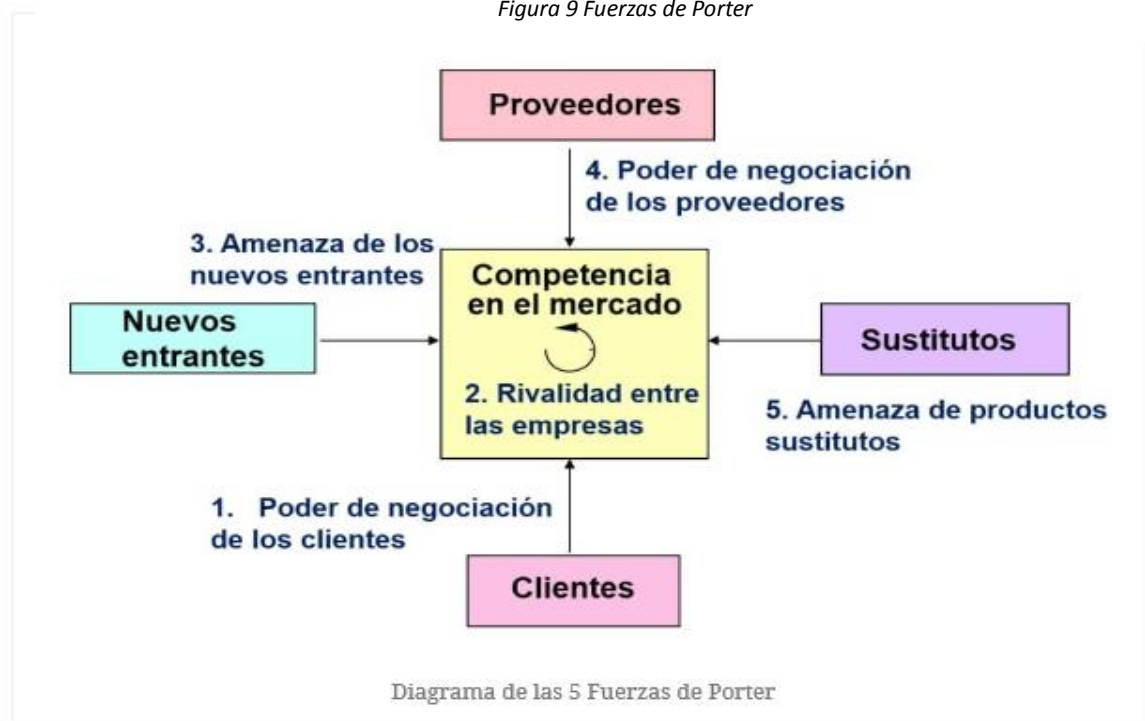 Figura 9 Fuerzas de Porter
Proveedores
4. Poder de negociación
de los proveedores
3. Amenaza de los
nuevos entrantes
Competencia
en el mercado
Nuevos
entrantes
Sustitutos
2. Rivalidad entre
las empresas
5. Amenaza de productos
sustitutos
1. Poder de negociación
de los clientes
Clientes
Diagrama de las 5 Fuerzas de Porter